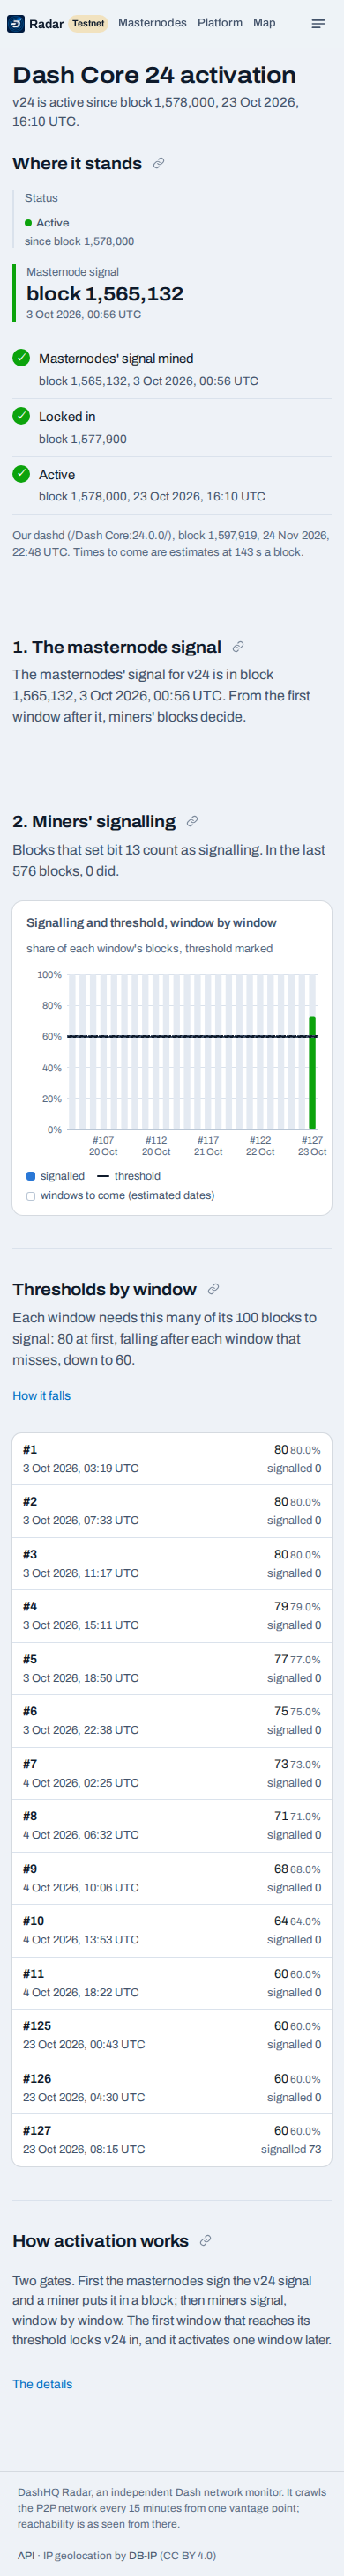 Radar Testnet Masternodes Platform Map
Dash Core 24 activation
v24 is active since block 1,578,000, 23 Oct 2026,
16:10 UTC.
Where it stands
Status
Active
since block 1,578,000
Masternode signal
block 1,565,132
3 Oct 2026, 00:56 UTC
Masternodes' signal mined
block 1,565,132, 3 Oct 2026, 00:56 UTC
Locked in
block 1,577,900
Active
block 1,578,000, 23 Oct 2026, 16:10 UTC
Our dashd (/Dash Core:24.0.0/), block 1,597,919, 24 Nov 2026,
22:48 UTC. Times to come are estimates at 143 s a block.
1. The masternode signal
The masternodes' signal for v24 is in block
1,565,132, 3 Oct 2026, 00:56 UTC. From the first
window after it, miners' blocks decide.
2. Miners' signalling
Blocks that set bit 13 count as signalling. In the last
576 blocks, 0 did.
Signalling and threshold, window by window
share of each window's blocks, threshold marked
100%
80%
60%
40%
20%
0%
#107 #112 #117 #122 #127
20 Oct 20 Oct 21 Oct 22 Oct 23 Oct
signalled threshold
windows to come (estimated dates)
Thresholds by window
Each window needs this many of its 100 blocks to
signal: 80 at first, falling after each window that
misses, down to 60.
How it falls
#1 80 80.0%
3 Oct 2026, 03:19 UTC signalled 0
#2 80 80.0%
3 Oct 2026, 07:33 UTC signalled 0
#3 80 80.0%
3 Oct 2026, 11:17 UTC signalled 0
#4 79 79.0%
3 Oct 2026, 15:11 UTC signalled 0
#5 77 77.0%
3 Oct 2026, 18:50 UTC signalled 0
#6 75 75.0%
3 Oct 2026, 22:38 UTC signalled 0
#7 73 73.0%
4 Oct 2026, 02:25 UTC signalled 0
#8 71 71.0%
4 Oct 2026, 06:32 UTC signalled 0
#9 68 68.0%
4 Oct 2026, 10:06 UTC signalled 0
#10 64 64.0%
4 Oct 2026, 13:53 UTC signalled 0
#11 60 60.0%
4 Oct 2026, 18:22 UTC signalled 0
#125 60 60.0%
23 Oct 2026, 00:43 UTC signalled 0
#126 60 60.0%
23 Oct 2026, 04:30 UTC signalled 0
#127 60 60.0%
23 Oct 2026, 08:15 UTC signalled 73
How activation works
Two gates. First the masternodes sign the v24 signal
and a miner puts it in a block; then miners signal,
window by window. The first window that reaches its
threshold locks v24 in, and it activates one window later.
The details
DashHQ Radar, an independent Dash network monitor. It crawls
the P2P network every 15 minutes from one vantage point;
reachability is as seen from there.
API · IP geolocation by DB-IP (CC BY 4.0)